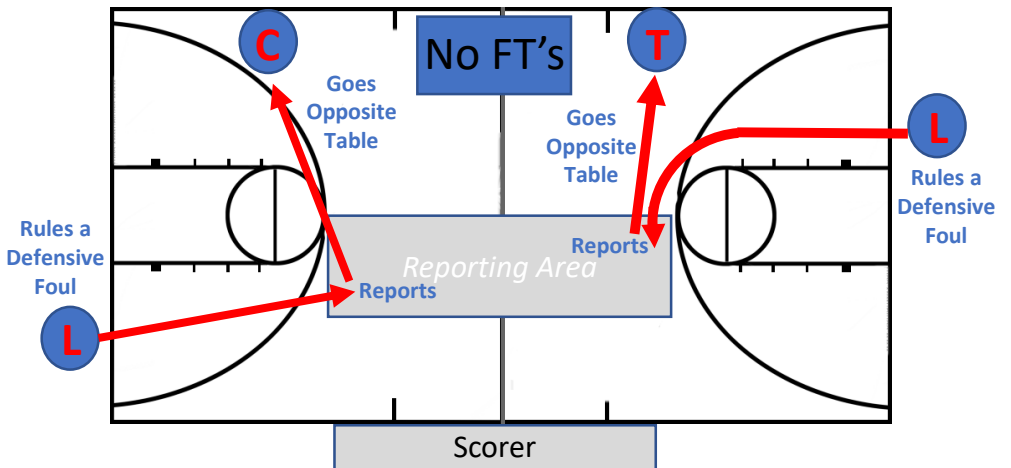 C
No FT's
T
Goes
Opposite
Table
Goes
Opposite
Table
L
Rules a
Defensive
Foul
Rules a
Defensive
Foul
Reports
Reporting Area
Reports
L
Scorer